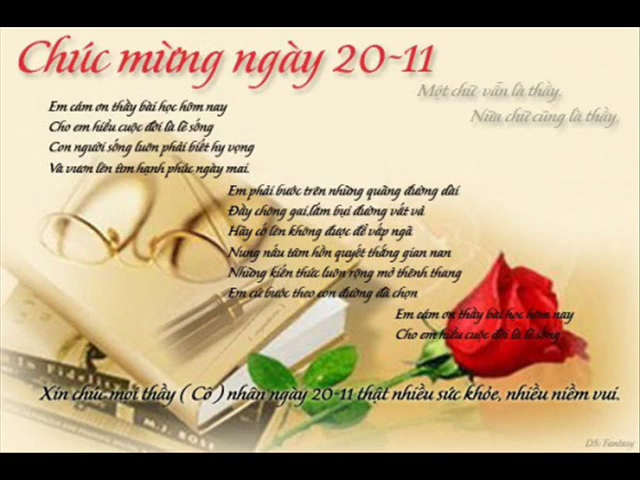 Chúc mừng ngày 20-11
Một chữ vẫn là thầy,
Nửa chữ cũng là thầy,
Em cám ơn thầy bài học hôm nay
Cho em hiểu cuộc đời là lẽ sống
Con người sống luôn phải biết hy vọng
Và vươn lên tìm hạnh phúc ngày mai.
Em phải bước trên những quãng đường dài
Đầy chông gai,lấm bụi đường vất vả
Hãy cố lên không được để vấp ngã
Nung nấu tâm hồn quyết thắng gian nan
Những kiến thức luôn rộng mở thênh thang
Em cứ bước theo con đường đã chọn
Em cám ơn thầy bài học hôm nay
Cho em hiểu cuộc đời là lẽ sống
Xin chúc mọi thầy ( Cô ) nhân ngày 20-11 thật nhiều sức khỏe, nhiều niềm vui.
M.J. ROSE
DS: Fantasy